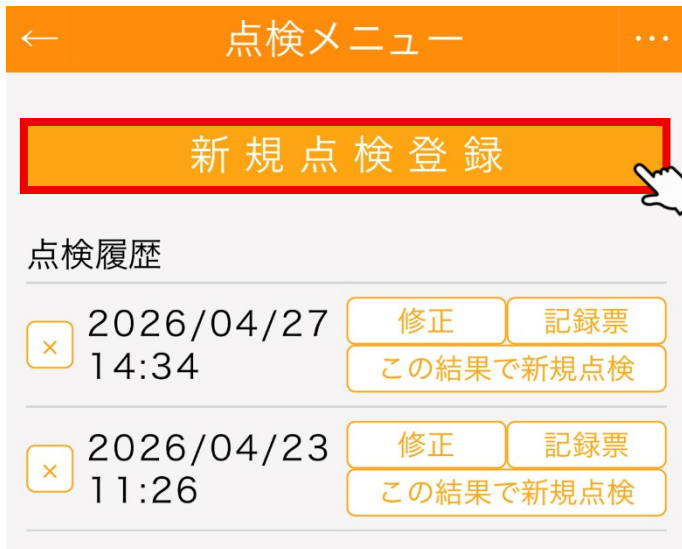 ← 点検メニュー …
新規点検登録
点検履歴
× 2026/04/27 14:34 修正 記録票
この結果で新規点検
× 2026/04/23 11:26 修正 記録票
この結果で新規点検